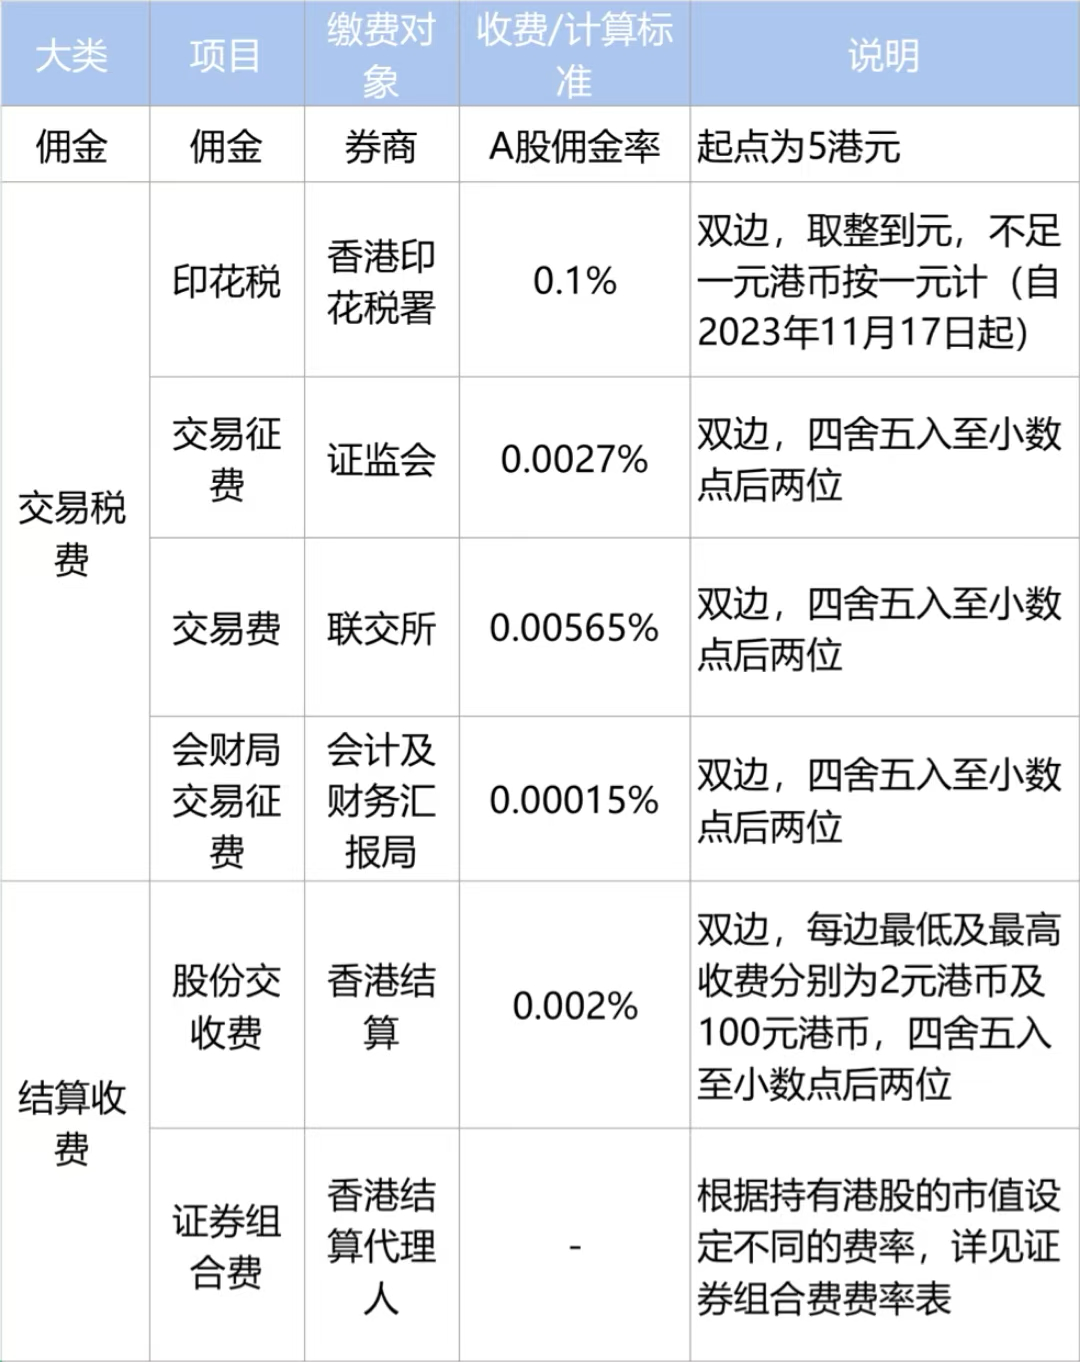 大类
项目
缴费对
象
收费/计算标
准
说明
佣金
佣金
券商
A股佣金率
起点为5港元
交易税
费
印花税
香港印
花税署
0.1%
双边，取整到元，不足
一元港币按一元计（自
2023年11月17日起）
交易征
费
证监会
0.0027%
双边，四舍五入至小数
点后两位
交易费
联交所
0.00565%
双边，四舍五入至小数
点后两位
会财局
交易征
费
会计及
财务汇
报局
0.00015%
双边，四舍五入至小数
点后两位
结算收
费
股份交
收费
香港结
算
0.002%
双边，每边最低及最高
收费分别为2元港币及
100元港币，四舍五入
至小数点后两位
证券组
合费
香港结
算代理
人
-
根据持有港股的市值设
定不同的费率，详见证
券组合费费率表